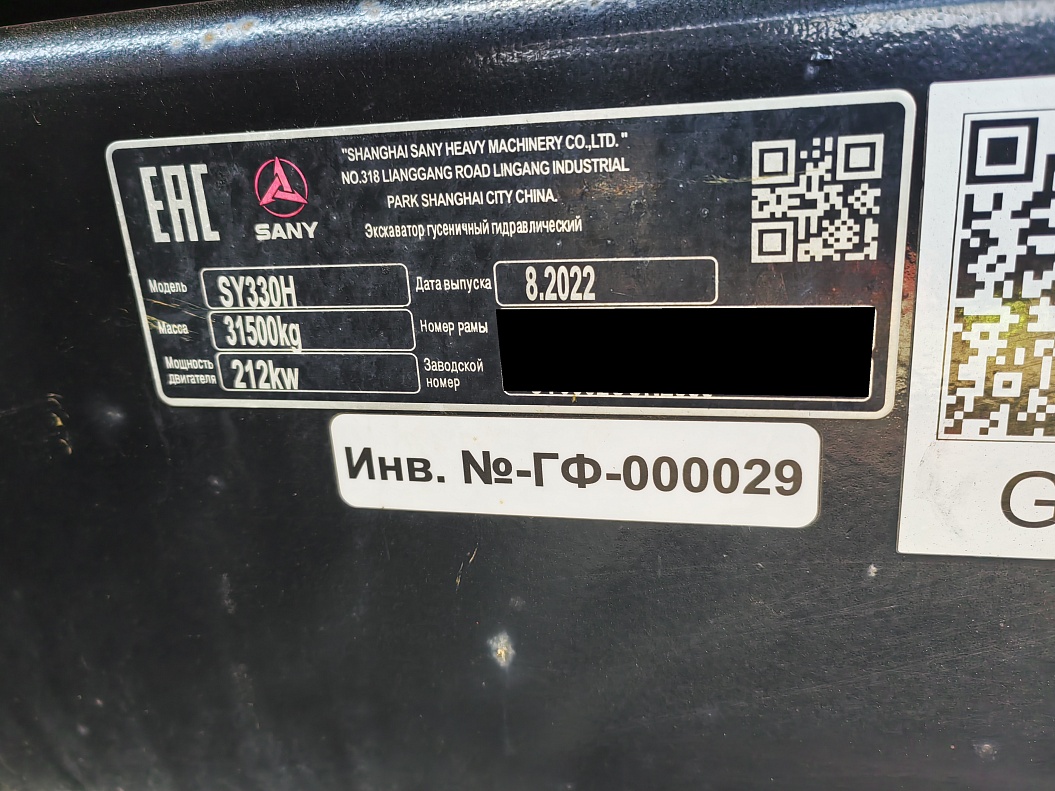 EAC
SANY
"SHANGHAI SANY HEAVY MACHINERY CO.,LTD. "
NO.318 LIANGGANG ROAD LINGANG INDUSTRIAL
PARK SHANGHAI CITY CHINA.
Экскаватор гусеничный гидравлический
Модель SY330H Дата выпуска 8.2022
Масса 31500kg Номер рамы
Мощность двигателя 212kw Заводской номер
Инв. №-ГФ-000029
G